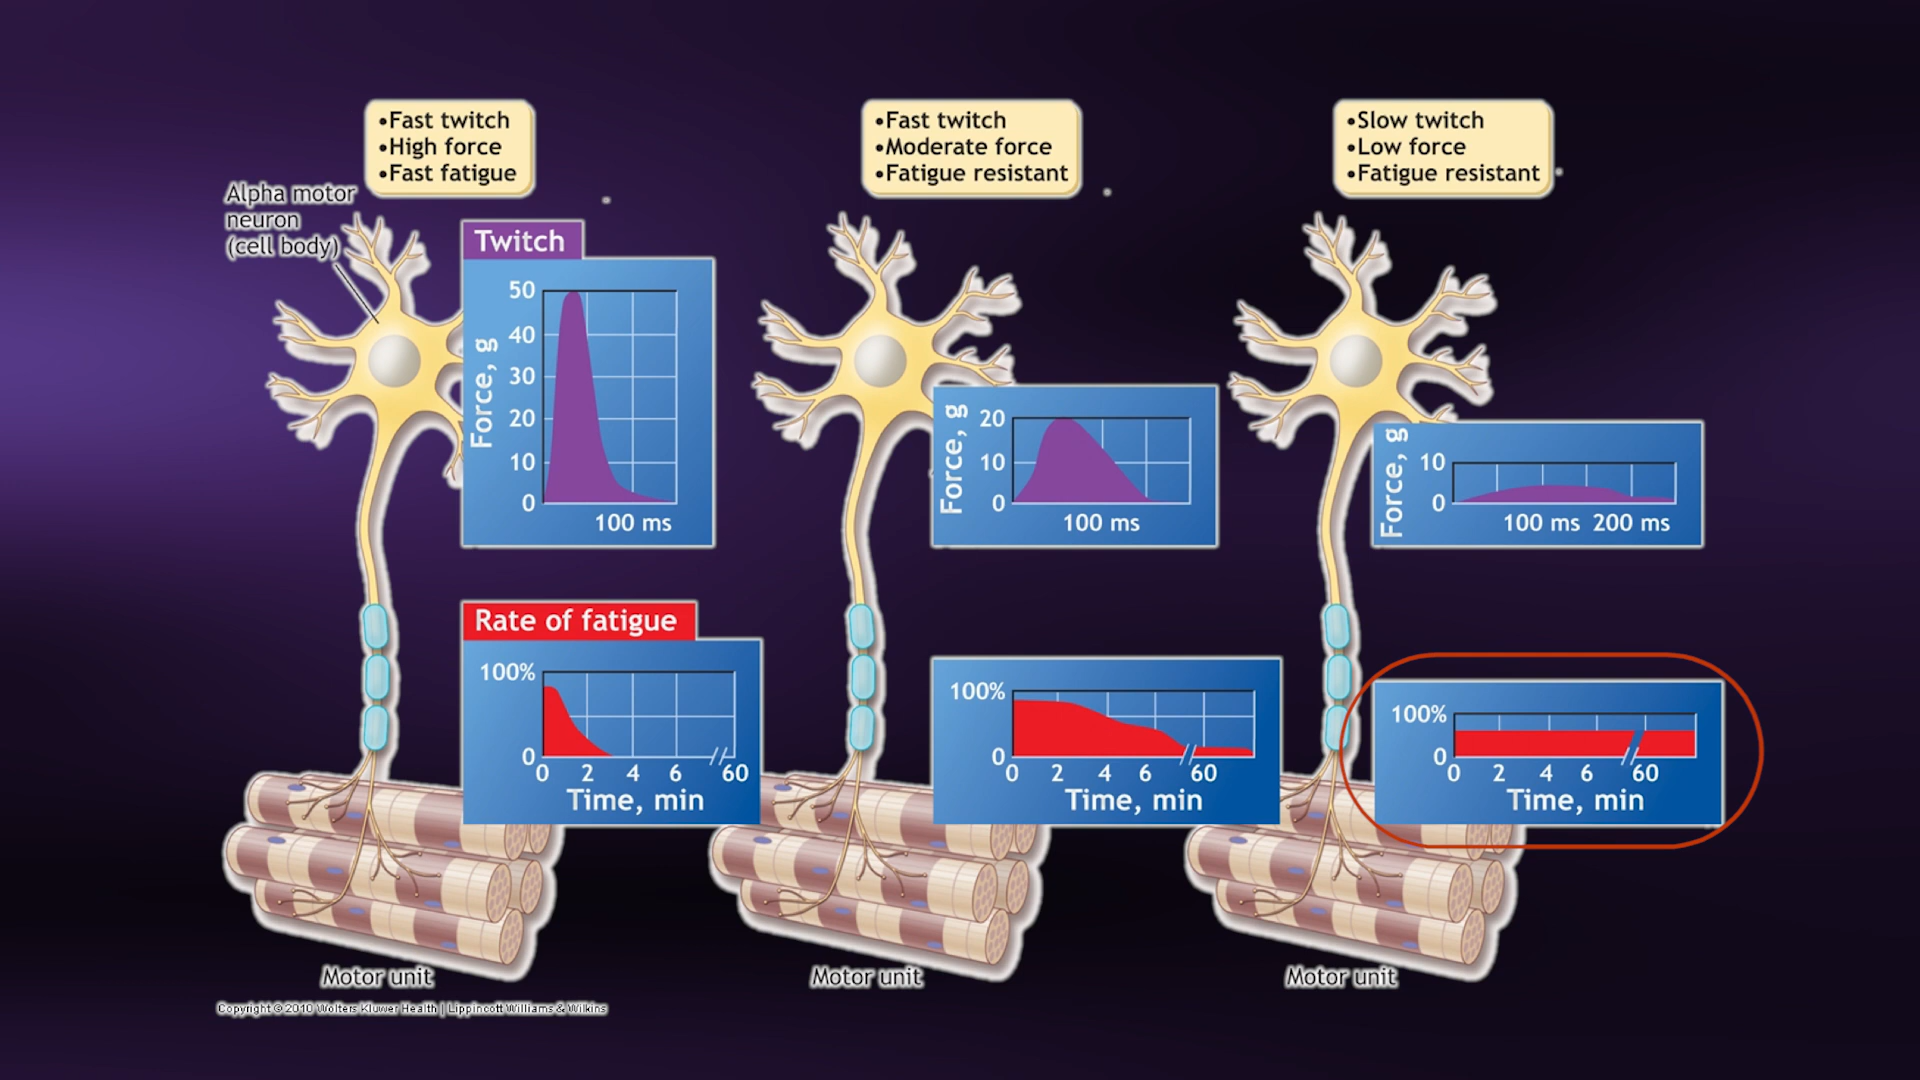 •Fast twitch
•High force
•Fast fatigue
•Fast twitch
•Moderate force
•Fatigue resistant
•Slow twitch
•Low force
•Fatigue resistant
Alpha motor
neuron
(cell body)
Twitch
50
40
30
20
10
0
Force, g
100 ms
20
10
0
Force, g
100 ms
10
0
Force, g
100 ms 200 ms
Rate of fatigue
100%
0
0 2 4 6 60
Time, min
100%
0
0 2 4 6 60
Time, min
100%
0
0 2 4 6 60
Time, min
Motor unit
Motor unit
Motor unit
Copyright © 2010 Wolters Kluwer Health | Lippincott Williams & Wilkins